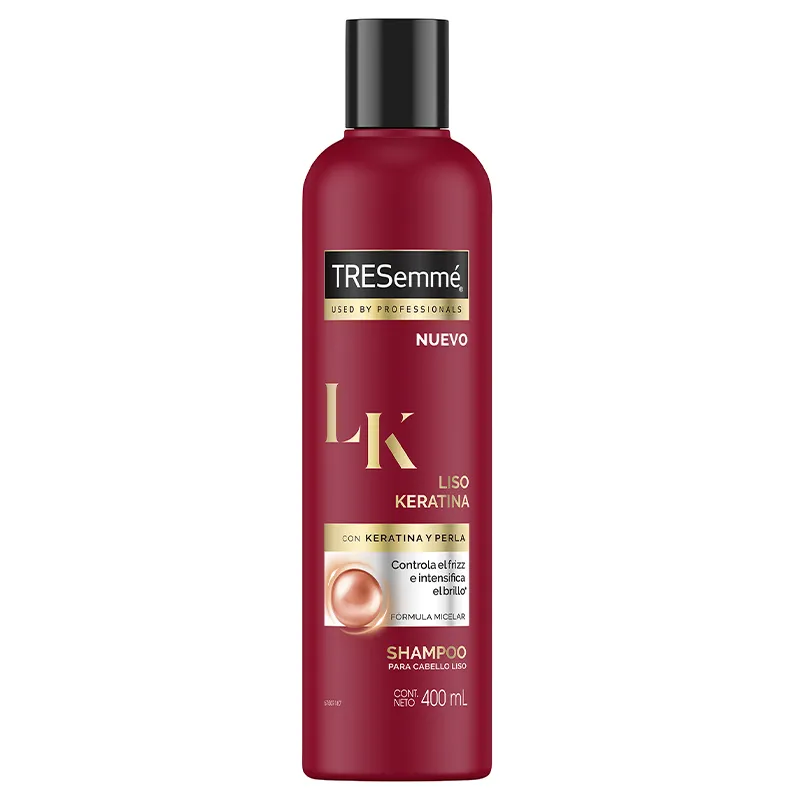 TRESemmé
USED BY PROFESSIONALS
NUEVO
LK
LISO
KERATINA
CON KERATINA Y PERLA
Controla el frizz
e intensifica
el brillo*
FÓRMULA MICELAR
SHAMPOO
PARA CABELLO LISO
CONT.
NETO 400 mL